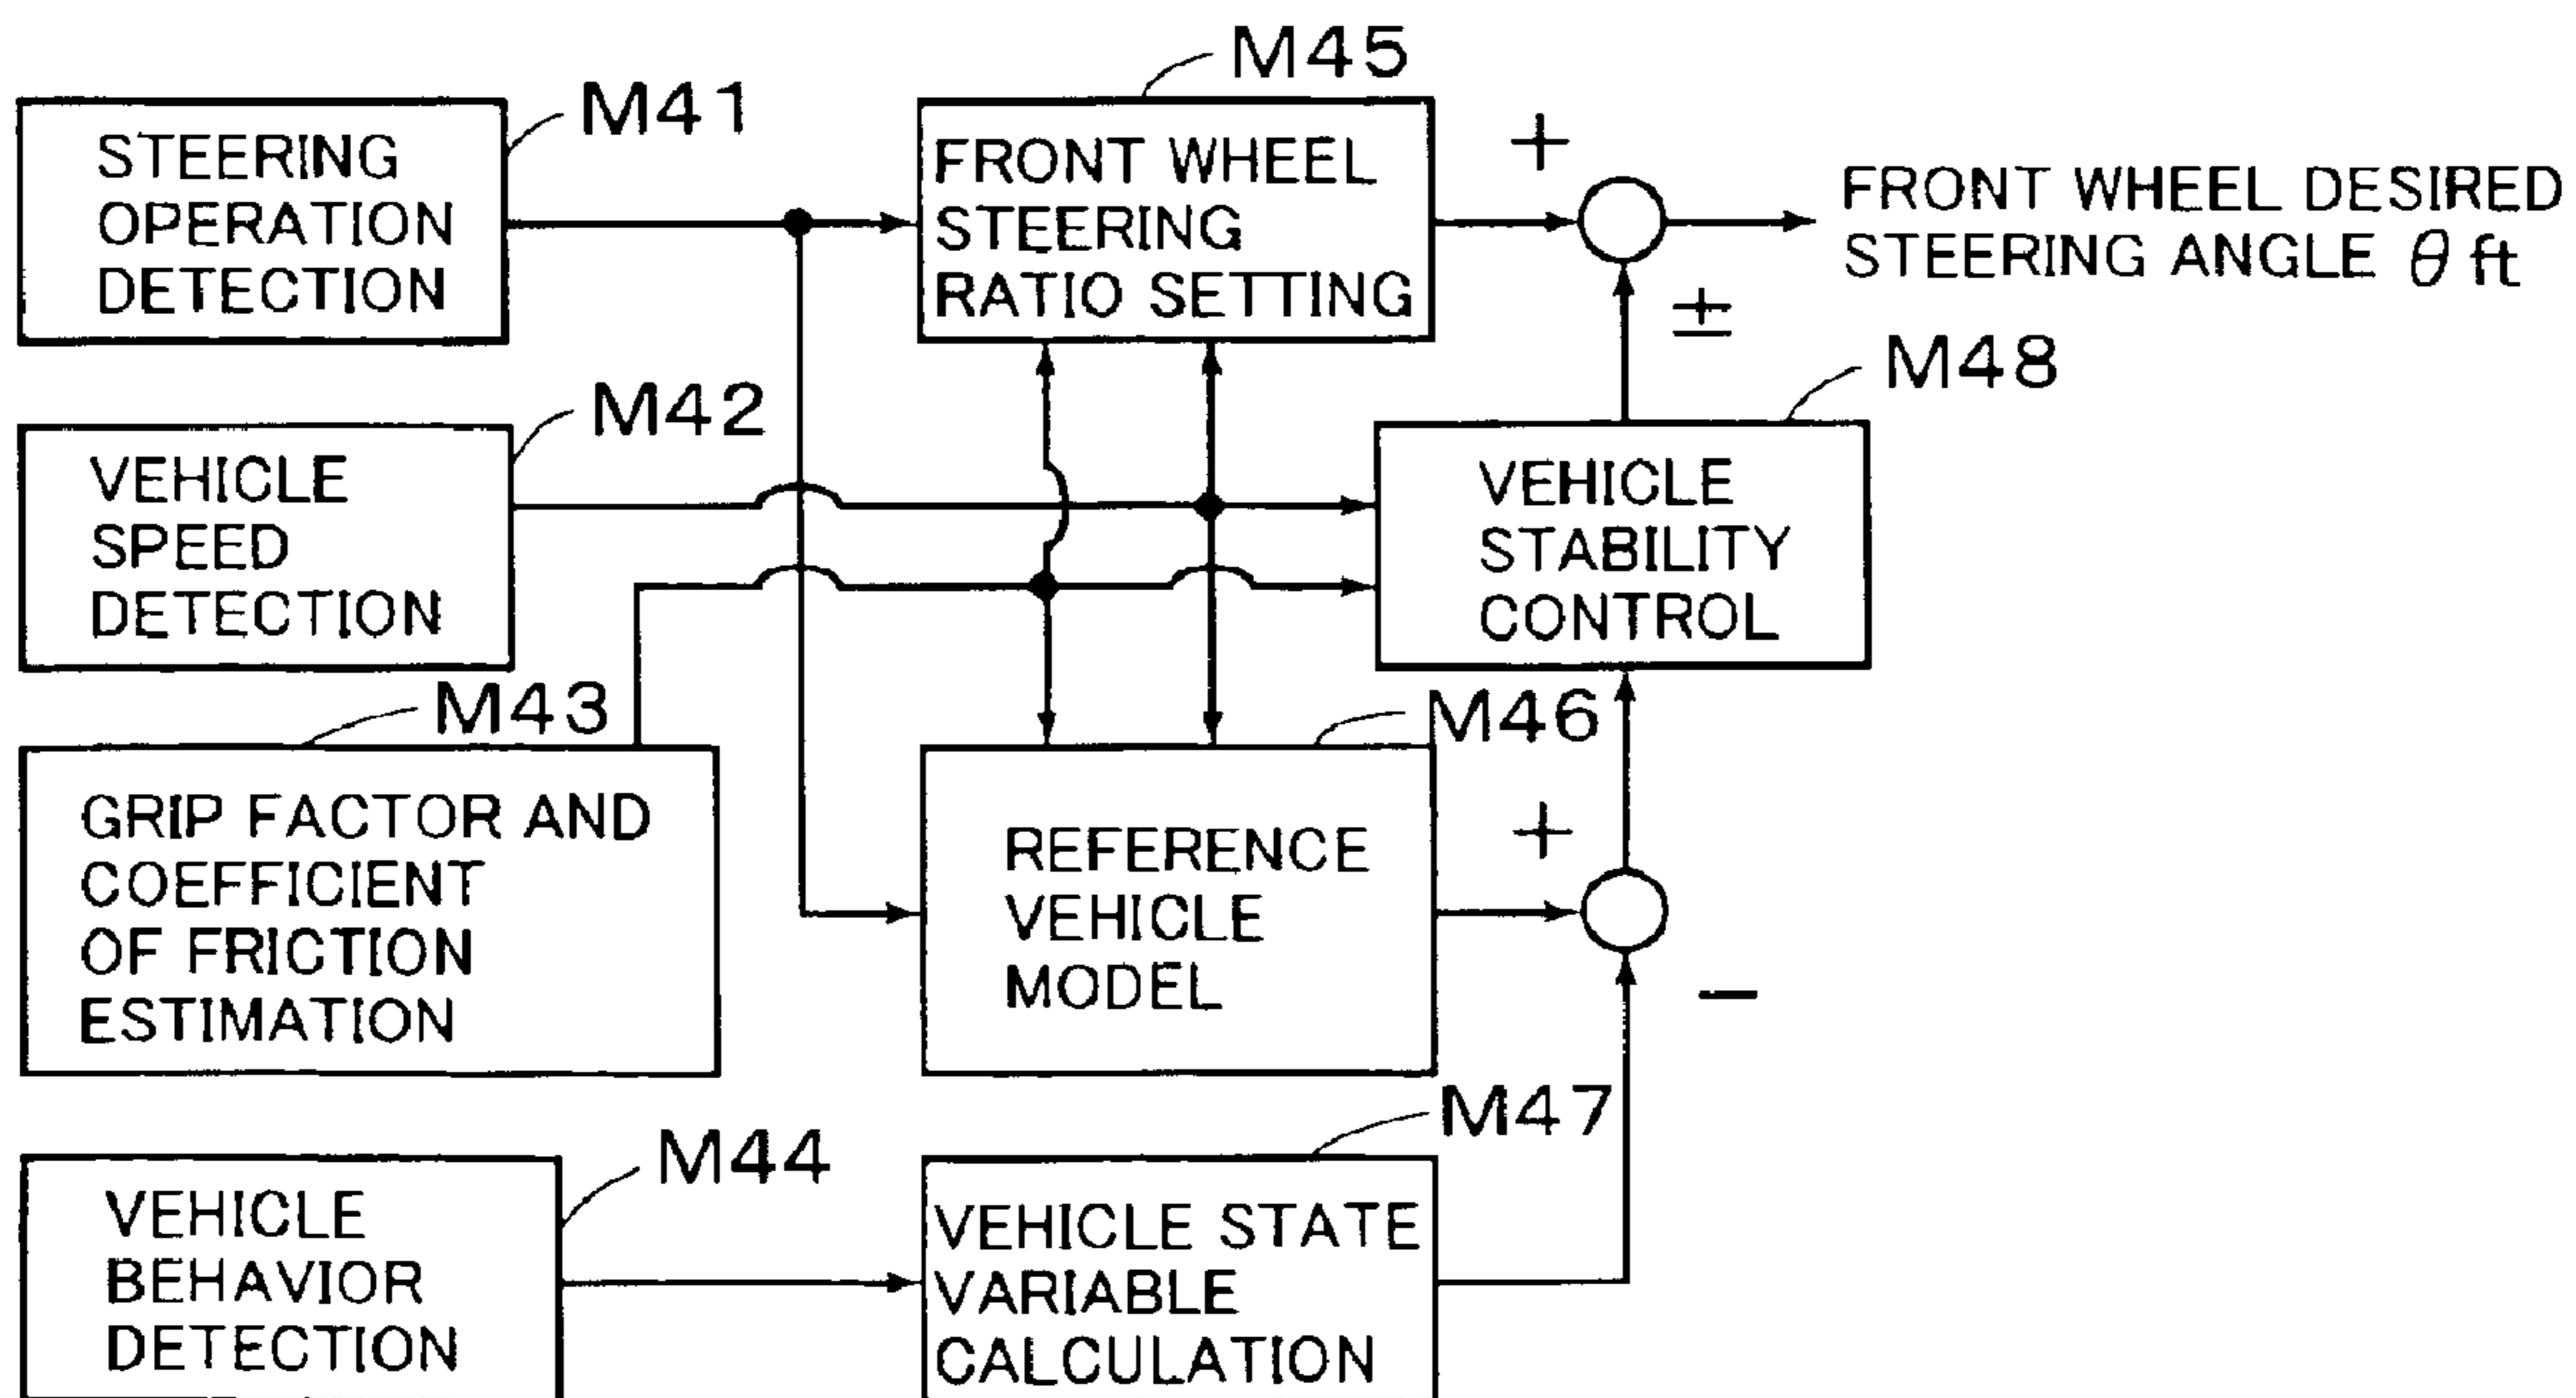 M45
M41
STEERING
OPERATION
DETECTION
FRONT WHEEL
STEERING
RATIO SETTING
+
FRONT WHEEL DESIRED
STEERING ANGLE θ ft
±
M48
M42
VEHICLE
SPEED
DETECTION
VEHICLE
STABILITY
CONTROL
M43
M46
GRIP FACTOR AND
COEFFICIENT
OF FRICTION
ESTIMATION
REFERENCE
VEHICLE
MODEL
+
−
M47
M44
VEHICLE
BEHAVIOR
DETECTION
VEHICLE STATE
VARIABLE
CALCULATION